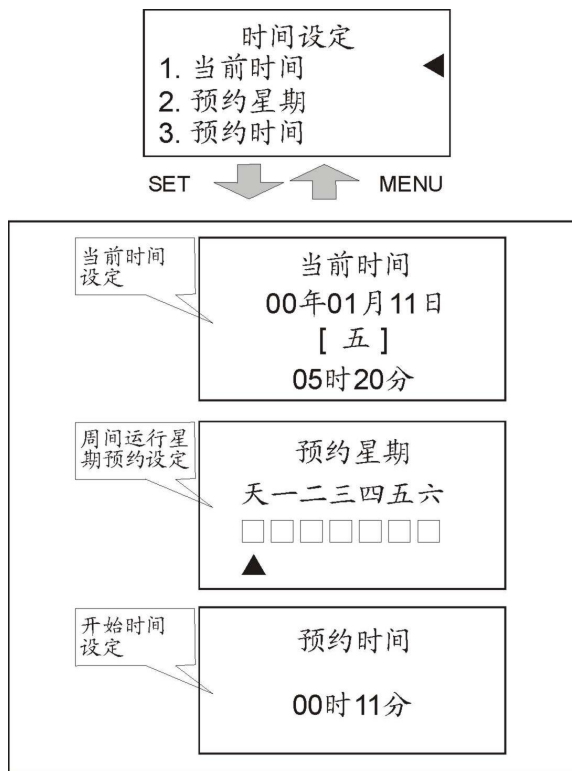 时间设定
1. 当前时间
2. 预约星期
3. 预约时间
SET
MENU
当前时间
设定
当前时间
00年01月11日
[ 五 ]
05时20分
周间运行星
期预约设定
预约星期
天一二三四五六
开始时间
设定
预约时间
00时11分